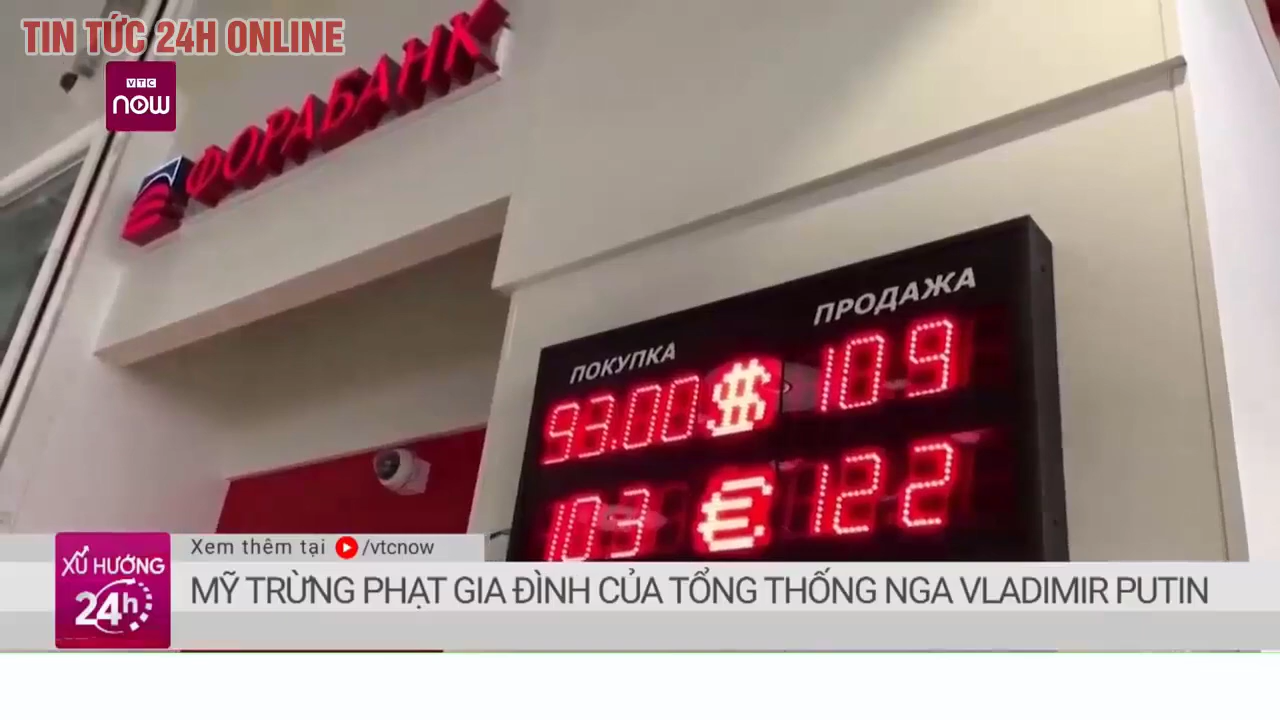 TIN TỨC 24H ONLINE
VTC
now
ФОРАБАНК
ПОКУПКА
ПРОДАЖА
93.00 $ 109
103 € 122
XU HƯỚNG
24h
Xem thêm tại /vtcnow
MỸ TRỪNG PHẠT GIA ĐÌNH CỦA TỔNG THỐNG NGA VLADIMIR PUTIN